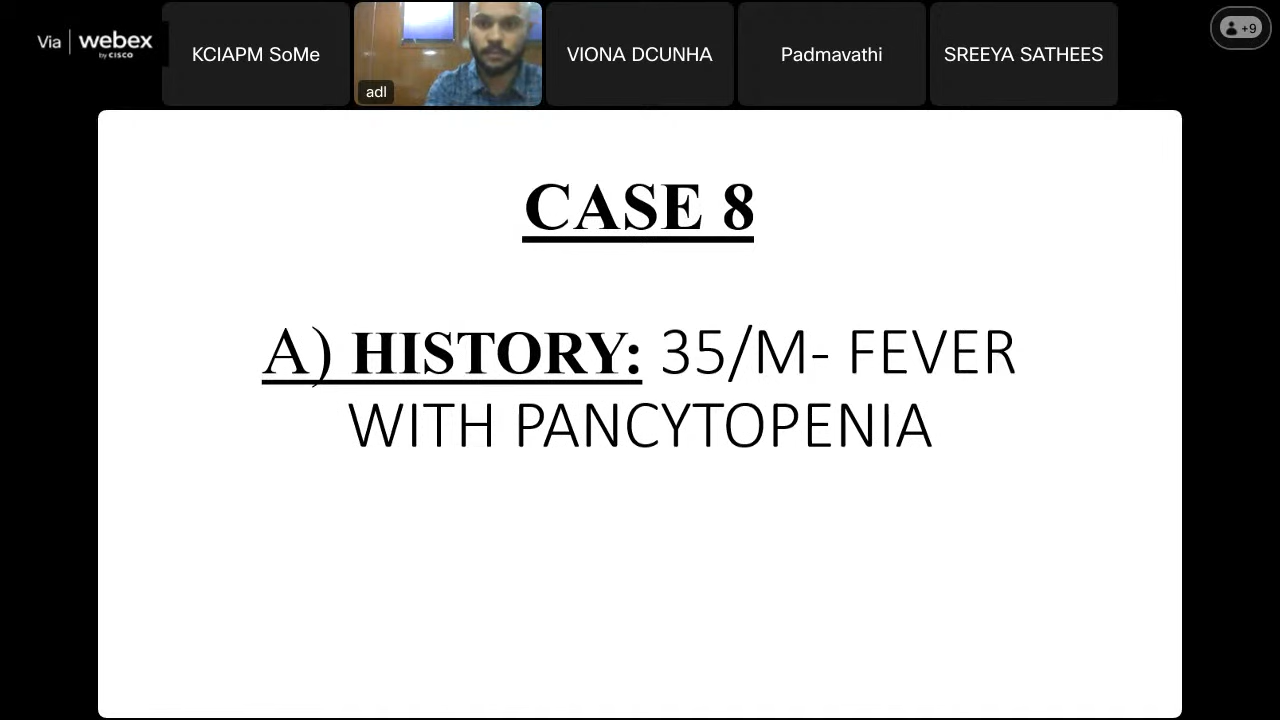 Via | webex
by CISCO
KCIAPM SoMe
adl
VIONA DCUNHA
Padmavathi
SREEYA SATHEES
+9
CASE 8
A) HISTORY: 35/M- FEVER
WITH PANCYTOPENIA